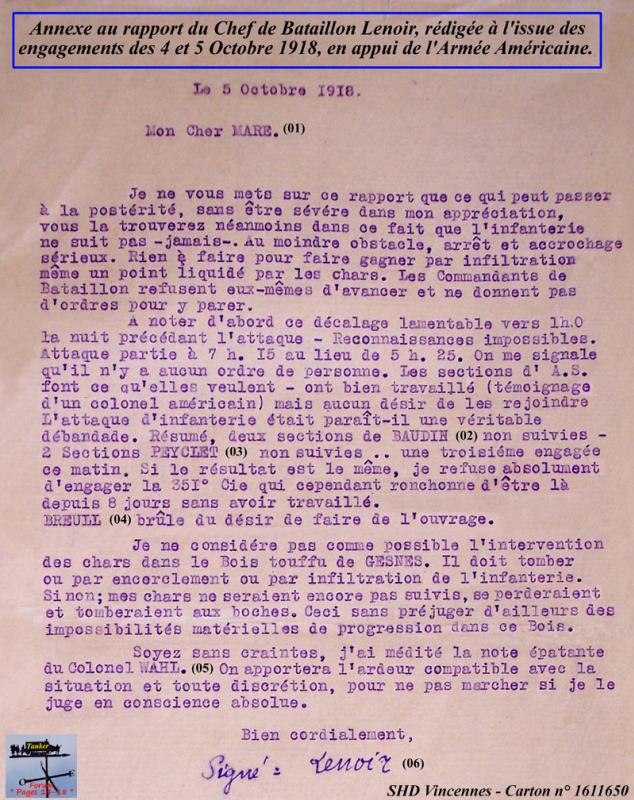 Annexe au rapport du Chef de Bataillon Lenoir, rédigée à l'issue des
engagements des 4 et 5 Octobre 1918, en appui de l'Armée Américaine.
Le 5 Octobre 1918.
Mon Cher MARE. (01)
Je ne vous mets sur ce rapport que ce qui peut passer
à la postérité, sans être sévére dans mon appréciation,
vous la trouverez néanmoins dans ce fait que l'infanterie
ne suit pas -jamais-. Au moindre obstacle, arrêt et accrochage
sérieux. Rien à faire pour faire gagner par infiltration
même un point liquidé par les chars. Les Commandants de
Bataillon refusent eux-mêmes d'avancer et ne donnent pas
d'ordres pour y parer.
A noter d'abord ce décalage lamentable vers 1h.0
la nuit précédant l'attaque - Reconnaissances impossibles.
Attaque partie à 7 h. I5 au lieu de 5 h. 25. On me signale
qu'il n'y a aucun ordre de personne. Les sections d' A.S.
font ce qu'elles veulent - ont bien travaillé (témoignage
d'un colonel américain) mais aucun désir de les rejoindre
L'attaque d'infanterie était paraît-il une véritable
débandade. Résumé, deux sections de BAUDIN (02) non suivies -
2 Sections PEYCLET (03) non suivies .. une troisiéme engagée
ce matin. Si le résultat est le même, je refuse absolument
d'engager la 35I° Cie qui cependant ronchonne d'être là
depuis 8 jours sans avoir travaillé.
BREULL (04) brûle du désir de faire de l'ouvrage.
Je ne considére pas comme possible l'intervention
des chars dans le Bois touffu de GESNES. Il doit tomber
ou par encerclement ou par infiltration de l'infanterie.
Sinon; mes chars ne seraient encore pas suivis, se perderaient
et tomberaient aux boches. Ceci sans préjuger d'ailleurs des
impossibilités matérielles de progression dans ce Bois.
Soyez sans craintes, j'ai médité la note épatante
du Colonel WAHL. (05) On apportera l'ardeur compatible avec la
situation et toute discrétion, pour ne pas marcher si je le
juge en conscience absolue.
Bien cordialement,
Signé : Lenoir (06)
Tanker
Forum
" Pages 14-18 "
SHD Vincennes - Carton n° 1611650